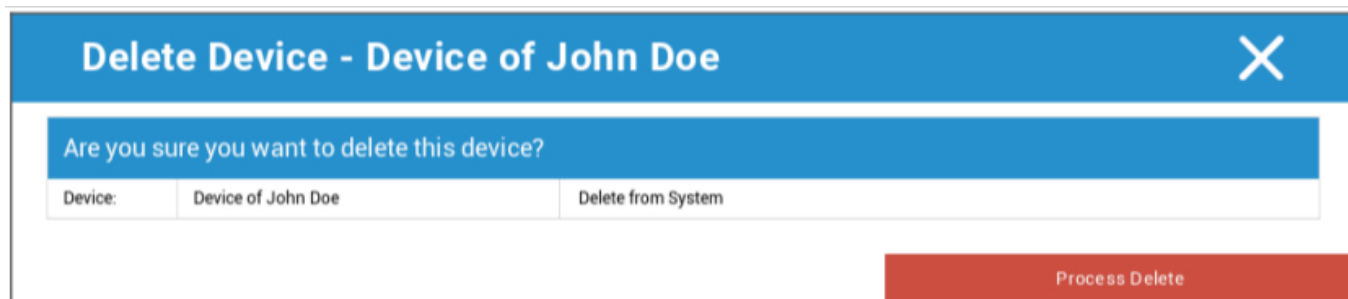 Delete Device - Device of John Doe
Are you sure you want to delete this device?
Device: Device of John Doe Delete from System
Process Delete